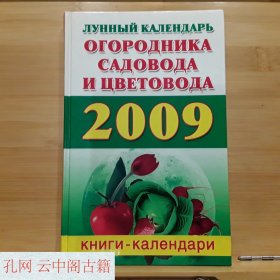 ЛУННЫЙ КАЛЕНДАРЬ
ОГОРОДНИКА
САДОВОДА
И ЦВЕТОВОДА
2009
КНИГИ-КАЛЕНДАРИ
孔网 云中阁古籍